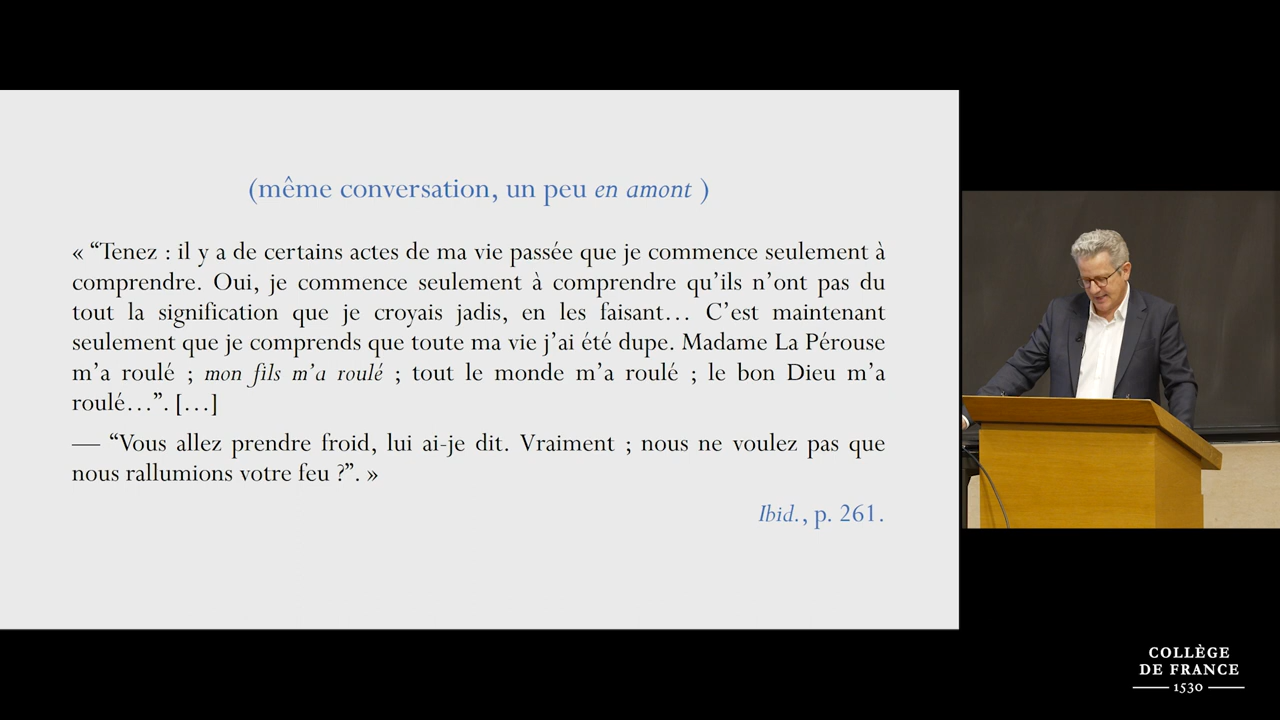 (même conversation, un peu en amont )
« “Tenez : il y a de certains actes de ma vie passée que je commence seulement à
comprendre. Oui, je commence seulement à comprendre qu’ils n’ont pas du
tout la signification que je croyais jadis, en les faisant… C’est maintenant
seulement que je comprends que toute ma vie j’ai été dupe. Madame La Pérouse
m’a roulé ; mon fils m’a roulé ; tout le monde m’a roulé ; le bon Dieu m’a
roulé…”. […]
— “Vous allez prendre froid, lui ai-je dit. Vraiment ; nous ne voulez pas que
nous rallumions votre feu ?”. »
Ibid., p. 261.
COLLÈGE
DE FRANCE
1530